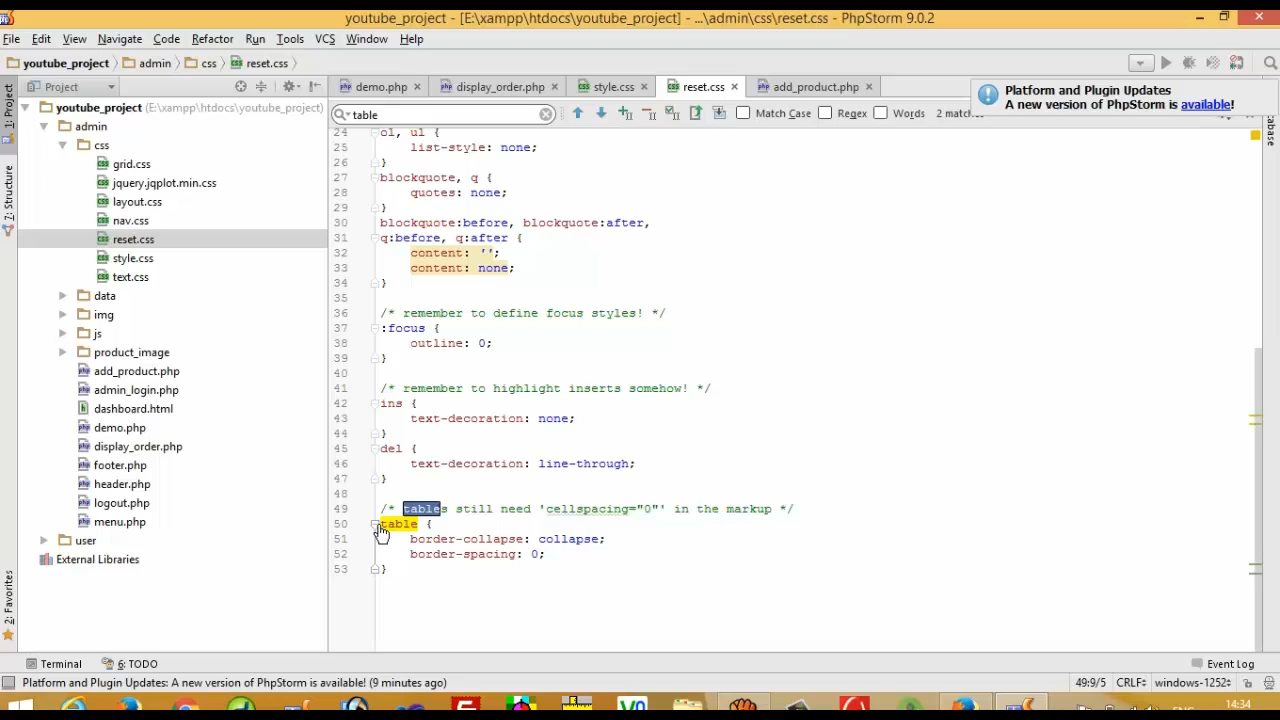 youtube_project - [E:\xampp\htdocs\youtube_project] - ...\admin\css\reset.css - PhpStorm 9.0.2
File Edit View Navigate Code Refactor Run Tools VCS Window Help
youtube_project admin css reset.css
Project demo.php display_order.php style.css reset.css add_product.php
Platform and Plugin Updates
A new version of PhpStorm is available!
table Match Case Regex Words 2 matches
1: Project
7: Structure
2: Favorites
youtube_project (E:\xampp\htdocs\youtube_project)
admin
css
grid.css
jquery.jqplot.min.css
layout.css
nav.css
reset.css
style.css
text.css
data
img
js
product_image
add_product.php
admin_login.php
dashboard.html
demo.php
display_order.php
footer.php
header.php
logout.php
menu.php
user
External Libraries
24 ol, ul {
25 list-style: none;
26 }
27 blockquote, q {
28 quotes: none;
29 }
30 blockquote:before, blockquote:after,
31 q:before, q:after {
32 content: '';
33 content: none;
34 }
35
36 /* remember to define focus styles! */
37 :focus {
38 outline: 0;
39 }
40
41 /* remember to highlight inserts somehow! */
42 ins {
43 text-decoration: none;
44 }
45 del {
46 text-decoration: line-through;
47 }
48
49 /* tables still need 'cellspacing="0"' in the markup */
50 table {
51 border-collapse: collapse;
52 border-spacing: 0;
53 }
Terminal 6: TODO Event Log
Platform and Plugin Updates: A new version of PhpStorm is available! (9 minutes ago) 49:9/5 CRLF windows-1252
14:34